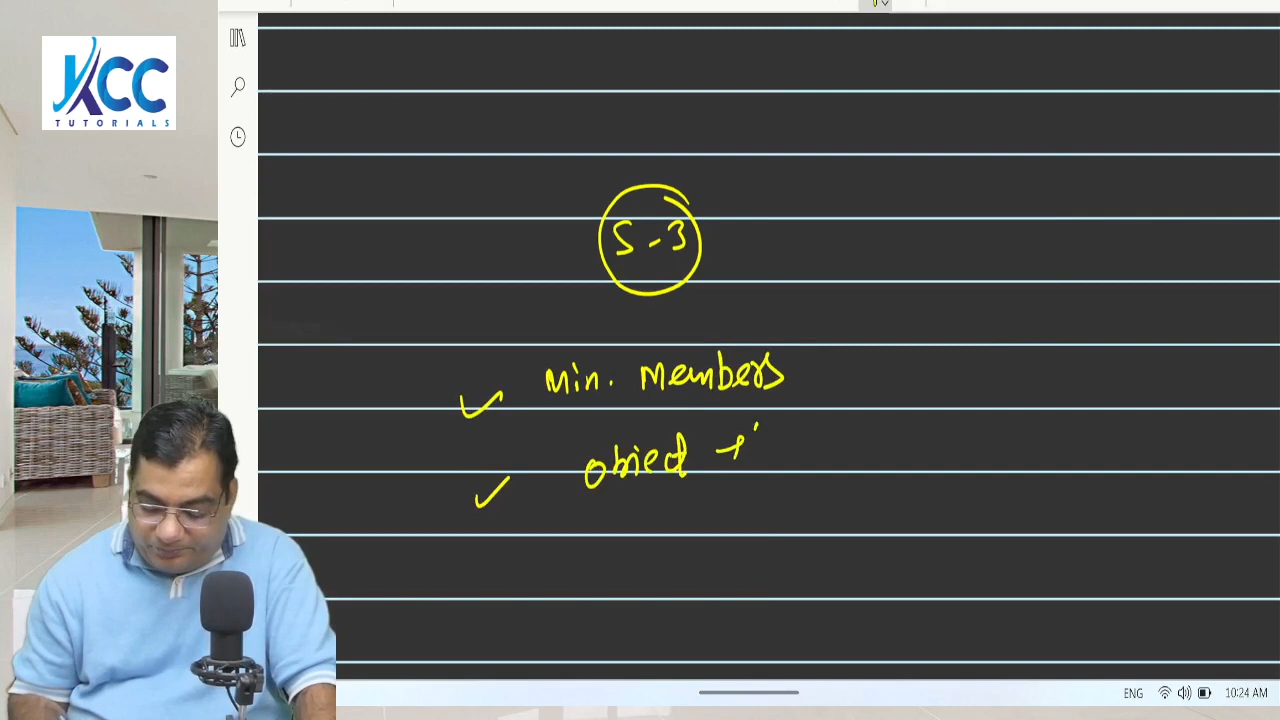 KCC
TUTORIALS
S - 3
Min. Members
object
ENG 10:24 AM